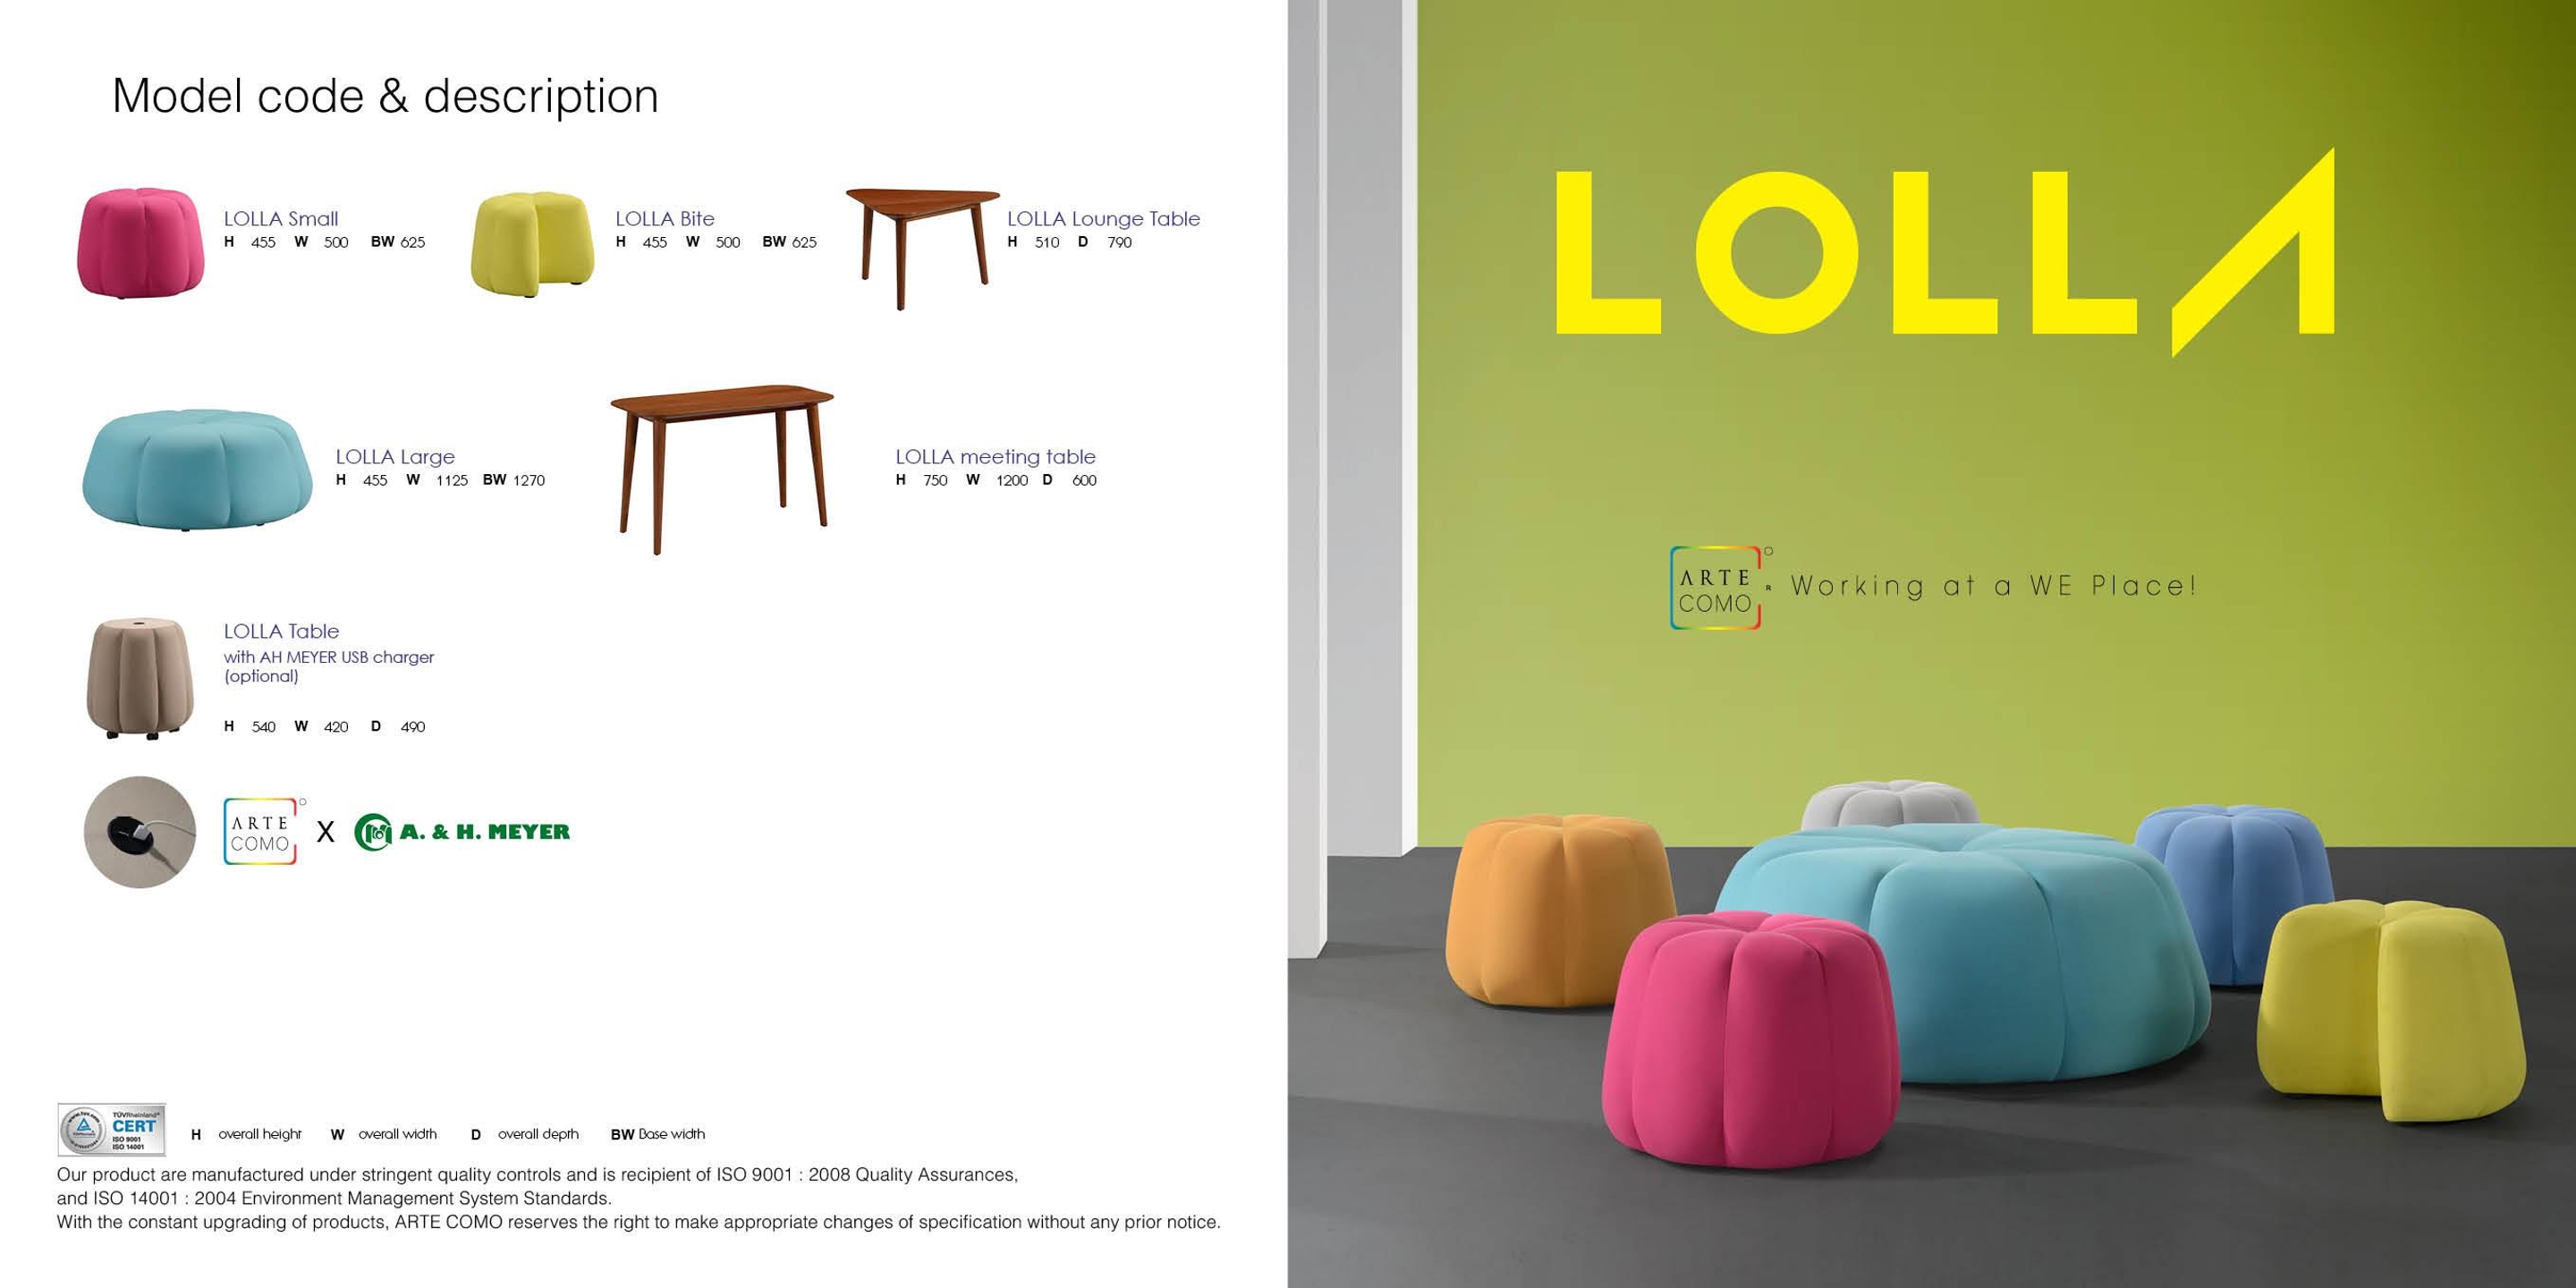 Model code & description
LOLLA Small
H 455 W 500 BW 625
LOLLA Bite
H 455 W 500 BW 625
LOLLA Lounge Table
H 510 D 790
LOLLA Large
H 455 W 1125 BW 1270
LOLLA meeting table
H 750 W 1200 D 600
LOLLA Table
with AH MEYER USB charger
(optional)
H 540 W 420 D 490
ARTE
COMO
X
A. & H. MEYER
TÜVRheinland®
CERT
ISO 9001
ISO 14001
H overall height W overall width D overall depth BW Base width
Our product are manufactured under stringent quality controls and is recipient of ISO 9001 : 2008 Quality Assurances,
and ISO 14001 : 2004 Environment Management System Standards.
With the constant upgrading of products, ARTE COMO reserves the right to make appropriate changes of specification without any prior notice.
LOLLA
ARTE
COMO
R
Working at a WE Place!